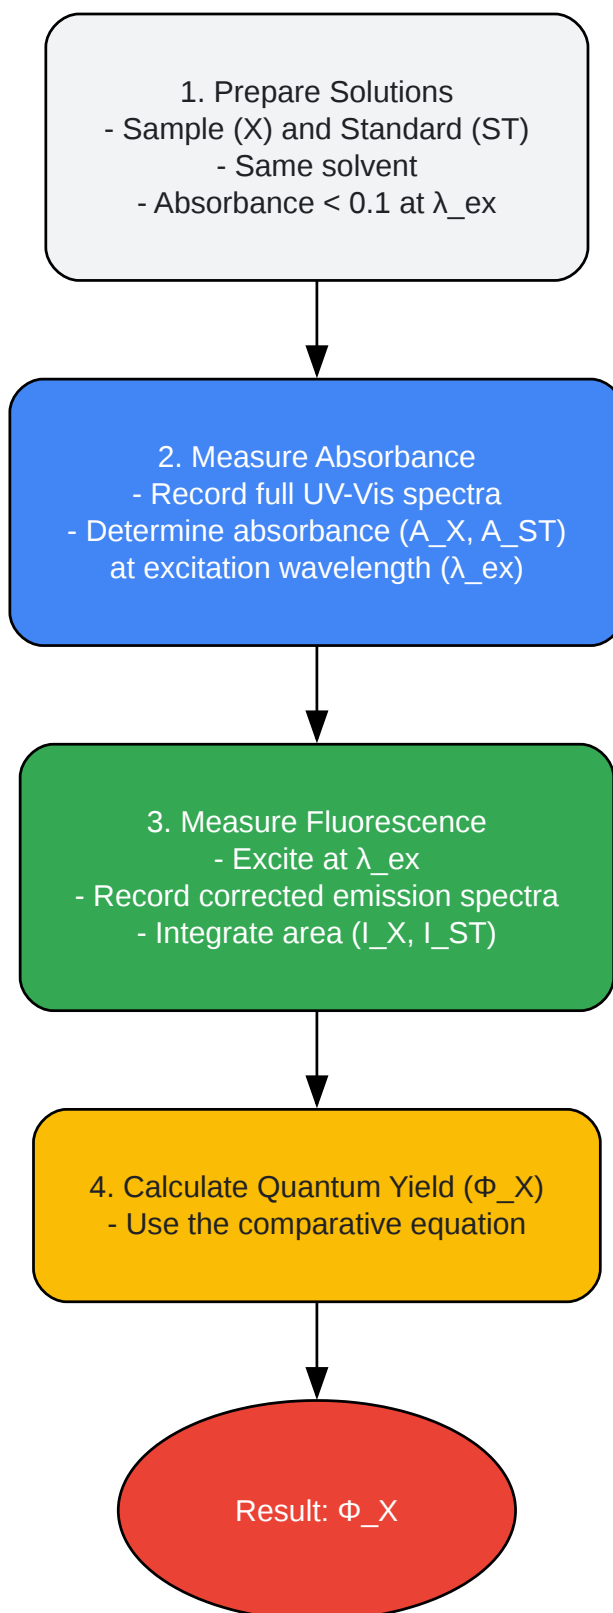 1. Prepare Solutions
- Sample (X) and Standard (ST)
- Same solvent
- Absorbance < 0.1 at λ_ex
2. Measure Absorbance
- Record full UV-Vis spectra
- Determine absorbance (A_X, A_ST)
at excitation wavelength (λ_ex)
3. Measure Fluorescence
- Excite at λ_ex
- Record corrected emission spectra
- Integrate area (I_X, I_ST)
4. Calculate Quantum Yield (Φ_X)
- Use the comparative equation
Result: Φ_X